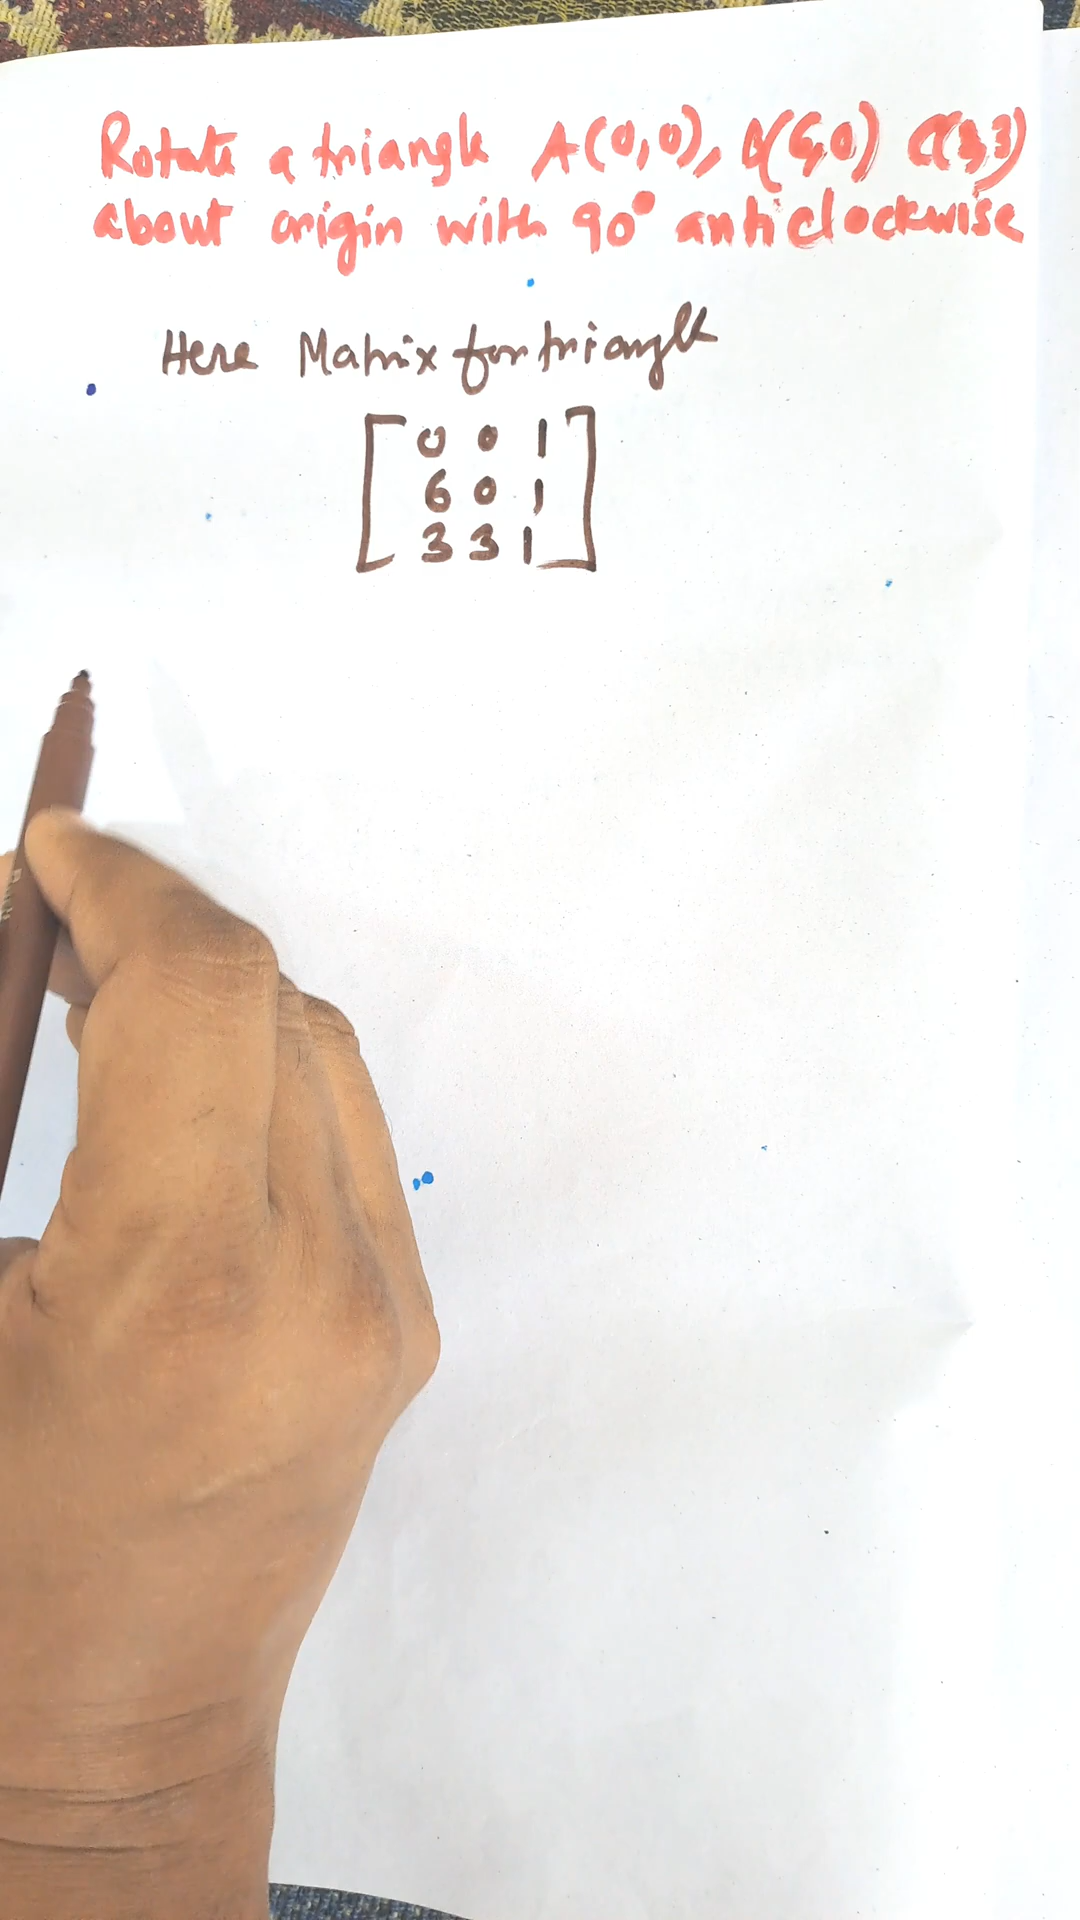 Rotate a triangle A(0,0), B(6,0) C(3,3)
about origin with 90° anticlockwise
Here Matrix for triangle
0 0 1
6 0 1
3 3 1